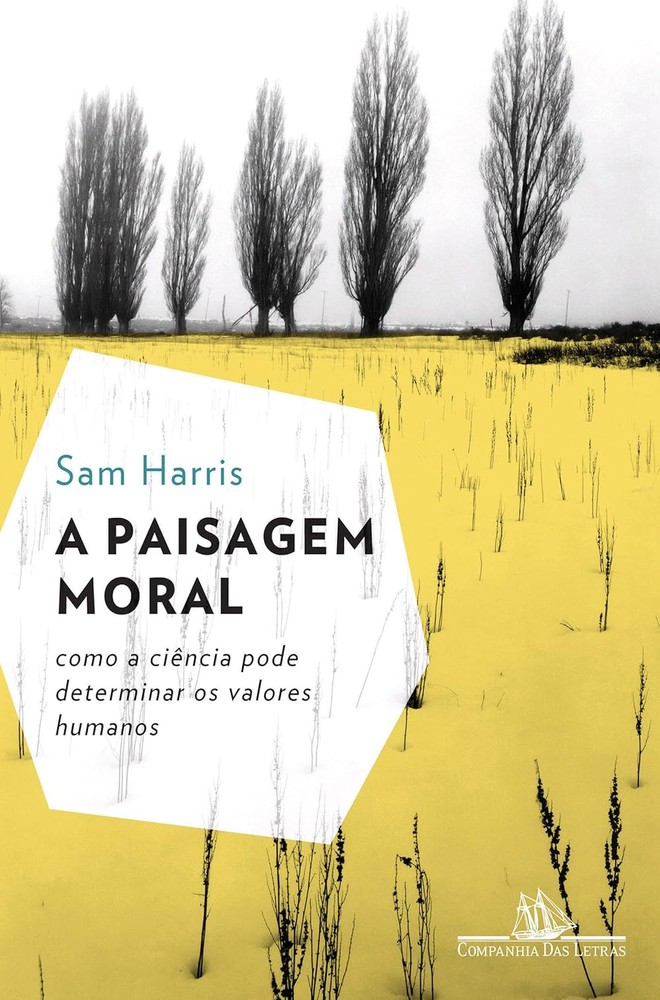 Sam Harris
A PAISAGEM
MORAL
como a ciência pode
determinar os valores
humanos
COMPANHIA DAS LETRAS